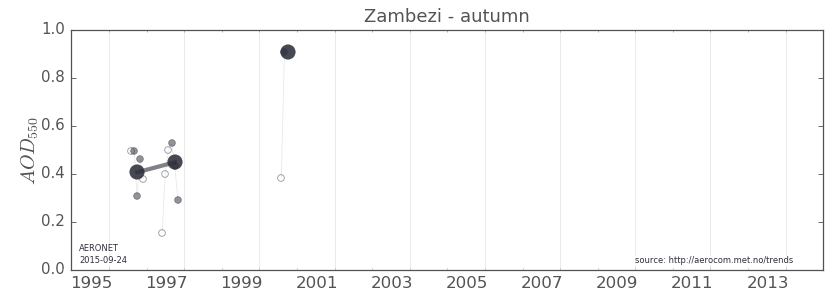 Zambezi - autumn
1.0
0.8
0.6
0.4
0.2
0.0
AOD550
AERONET
2015-09-24
source: http://aerocom.met.no/trends
1995 1997 1999 2001 2003 2005 2007 2009 2011 2013